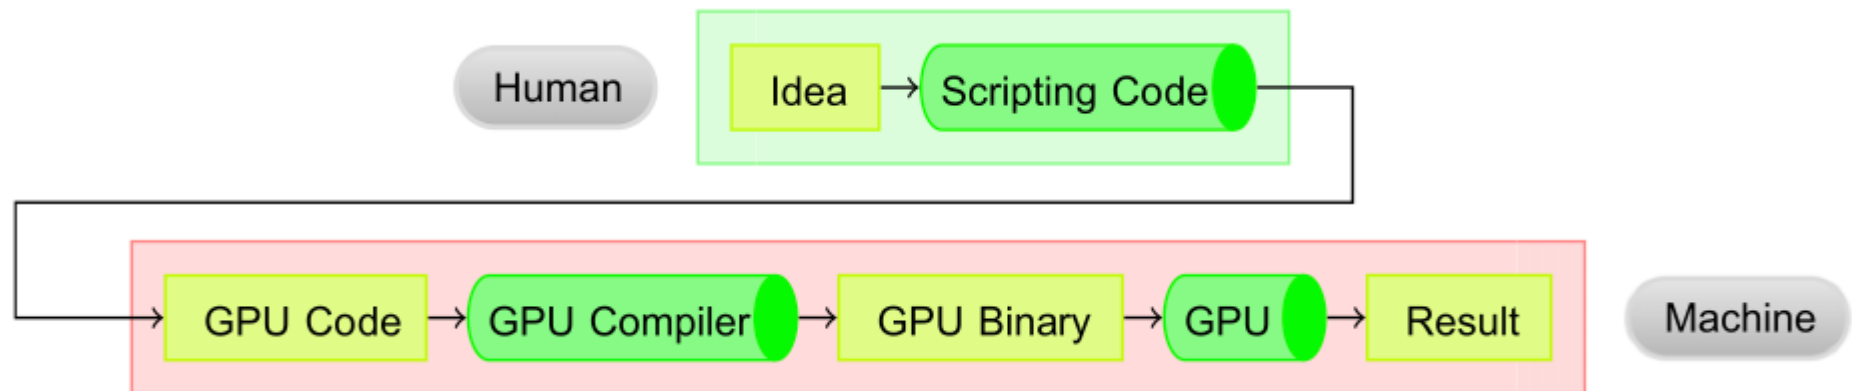 Human
Idea
Scripting Code
GPU Code
GPU Compiler
GPU Binary
GPU
Result
Machine